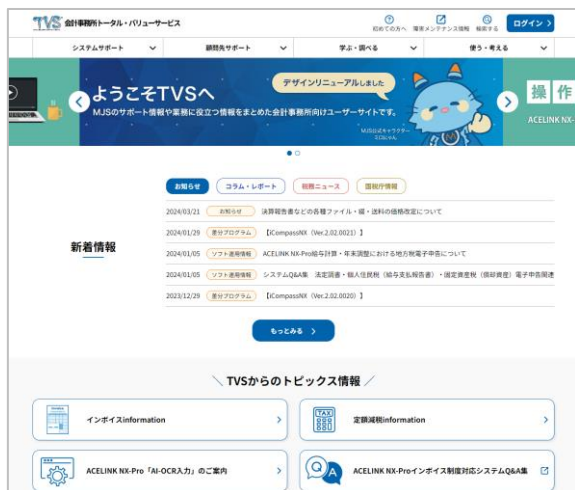 TVS 会計事務所トータル・バリューサービス
初めての方へ 障害メンテナンス情報 検索する ログイン
システムサポート 顧問先サポート 学ぶ・調べる 使う・考える
デザインリニューアルしました
ようこそTVSへ
MJSのサポート情報や業務に役立つ情報をまとめた会計事務所向けユーザーサイトです。
MJS公式キャラクター
操作
ACELINK NX-
お知らせ コラム・レポート 税務ニュース 国税庁情報
新着情報
2024/03/21 お知らせ 決算報告書などの各種ファイル・綴・送料の価格改定について
2024/01/29 差分プログラム 【iCompassNX（Ver.2.02.0021）】
2024/01/05 ソフト運用情報 ACELINK NX-Pro給与計算・年末調整における地方税電子申告について
2024/01/05 ソフト運用情報 システムQ&A集 法定調書・個人住民税（給与支払報告書）・固定資産税（償却資産）電子申告関連
2023/12/29 差分プログラム 【iCompassNX（Ver.2.02.0020）】
もっとみる
TVSからのトピックス情報
インボイスinformation
TAX 定額減税information
ACELINK NX-Pro「AI-OCR入力」のご案内
Q A ACELINK NX-Proインボイス制度対応システムQ&A集